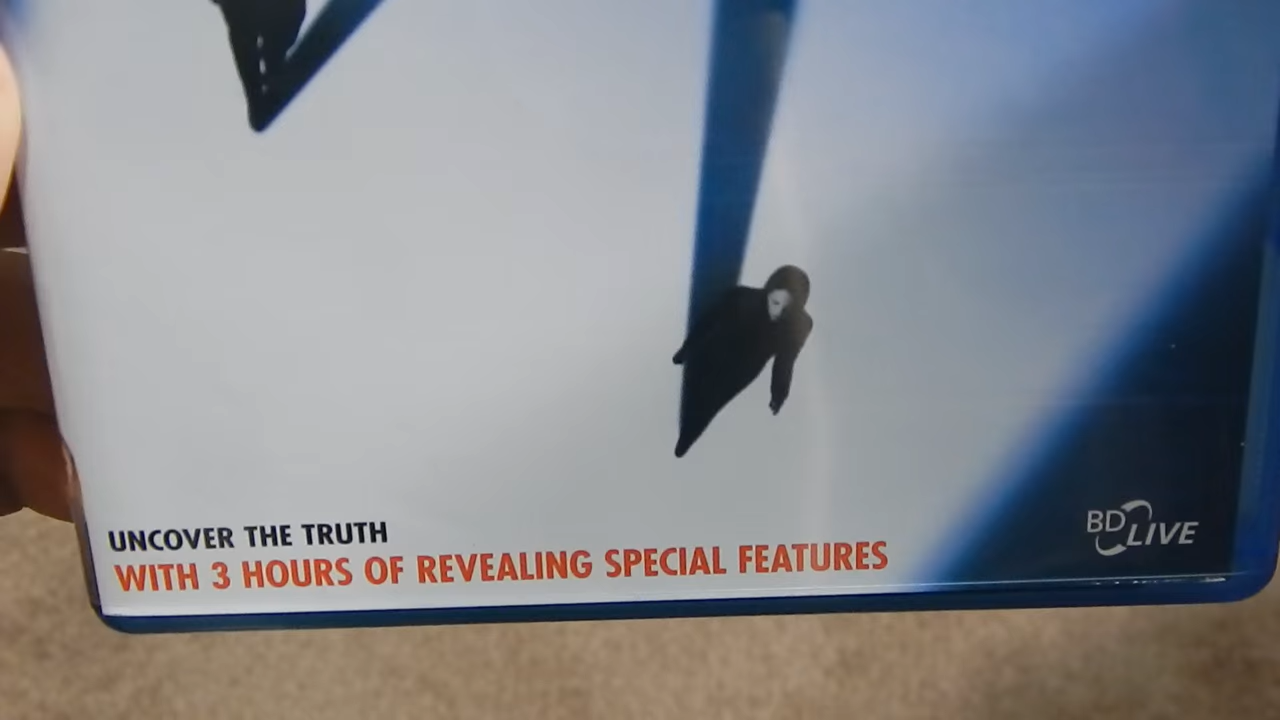 UNCOVER THE TRUTH
WITH 3 HOURS OF REVEALING SPECIAL FEATURES
BD LIVE